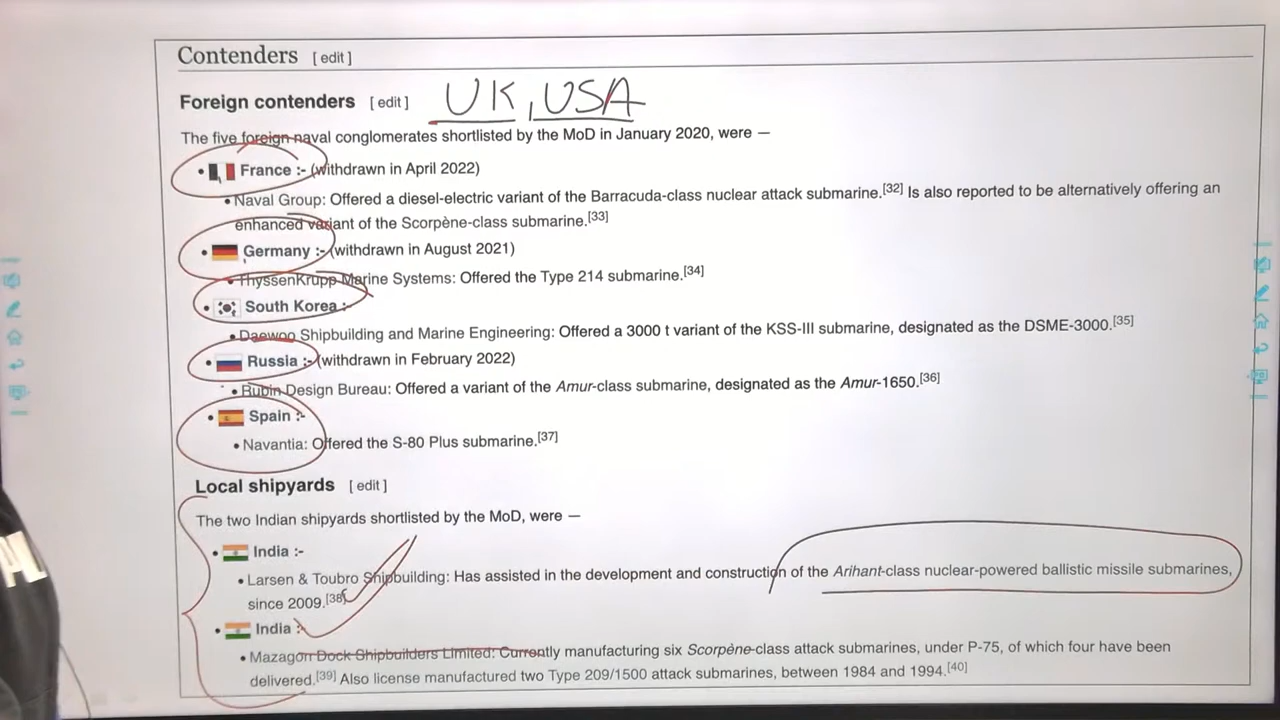 Contenders [ edit ]
Foreign contenders [ edit ] UK, USA
The five foreign naval conglomerates shortlisted by the MoD in January 2020, were —
• France :- (withdrawn in April 2022)
• Naval Group: Offered a diesel-electric variant of the Barracuda-class nuclear attack submarine.[32] Is also reported to be alternatively offering an
enhanced variant of the Scorpène-class submarine.[33]
• Germany :- (withdrawn in August 2021)
• ThyssenKrupp Marine Systems: Offered the Type 214 submarine.[34]
• South Korea :-
• Daewoo Shipbuilding and Marine Engineering: Offered a 3000 t variant of the KSS-III submarine, designated as the DSME-3000.[35]
• Russia :- (withdrawn in February 2022)
• Rubin Design Bureau: Offered a variant of the Amur-class submarine, designated as the Amur-1650.[36]
• Spain :-
• Navantia: Offered the S-80 Plus submarine.[37]
Local shipyards [ edit ]
The two Indian shipyards shortlisted by the MoD, were —
• India :-
• Larsen & Toubro Shipbuilding: Has assisted in the development and construction of the Arihant-class nuclear-powered ballistic missile submarines,
since 2009.[38]
• India :-
• Mazagon Dock Shipbuilders Limited: Currently manufacturing six Scorpène-class attack submarines, under P-75, of which four have been
delivered.[39] Also license manufactured two Type 209/1500 attack submarines, between 1984 and 1994.[40]